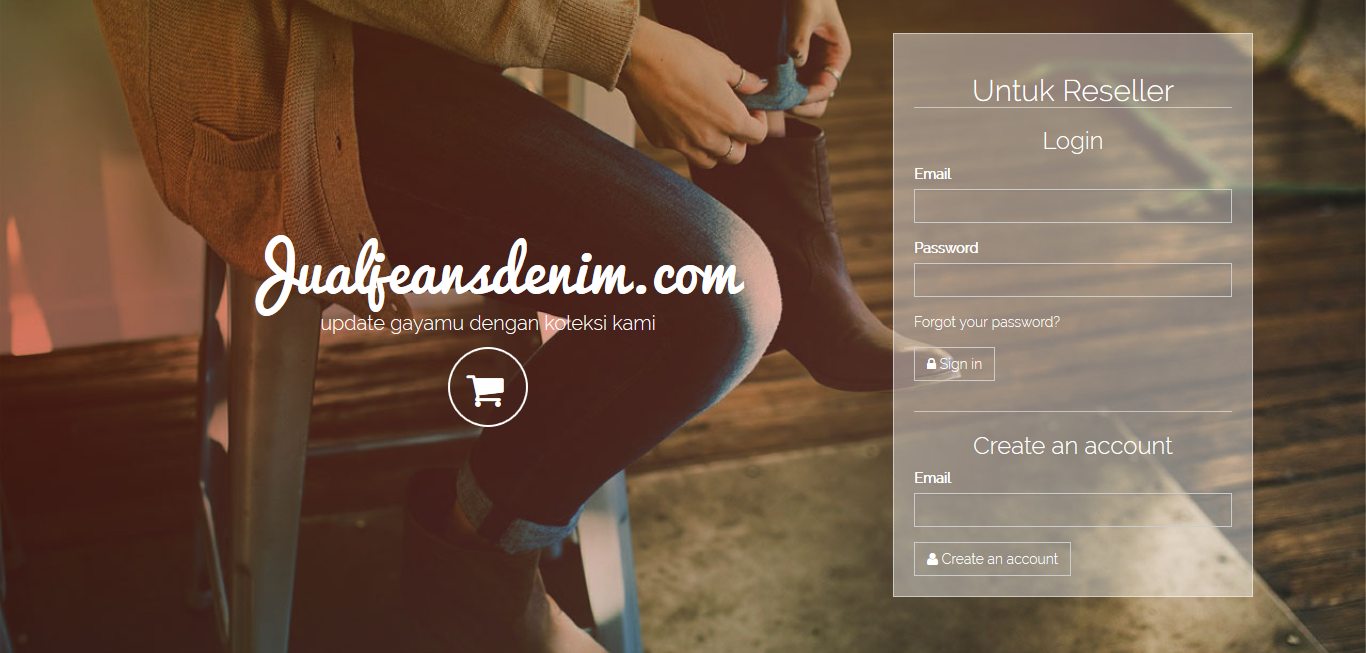 Jualjeansdenim.com
update gayamu dengan koleksi kami
Untuk Reseller
Login
Email
Password
Forgot your password?
Sign in
Create an account
Email
Create an account